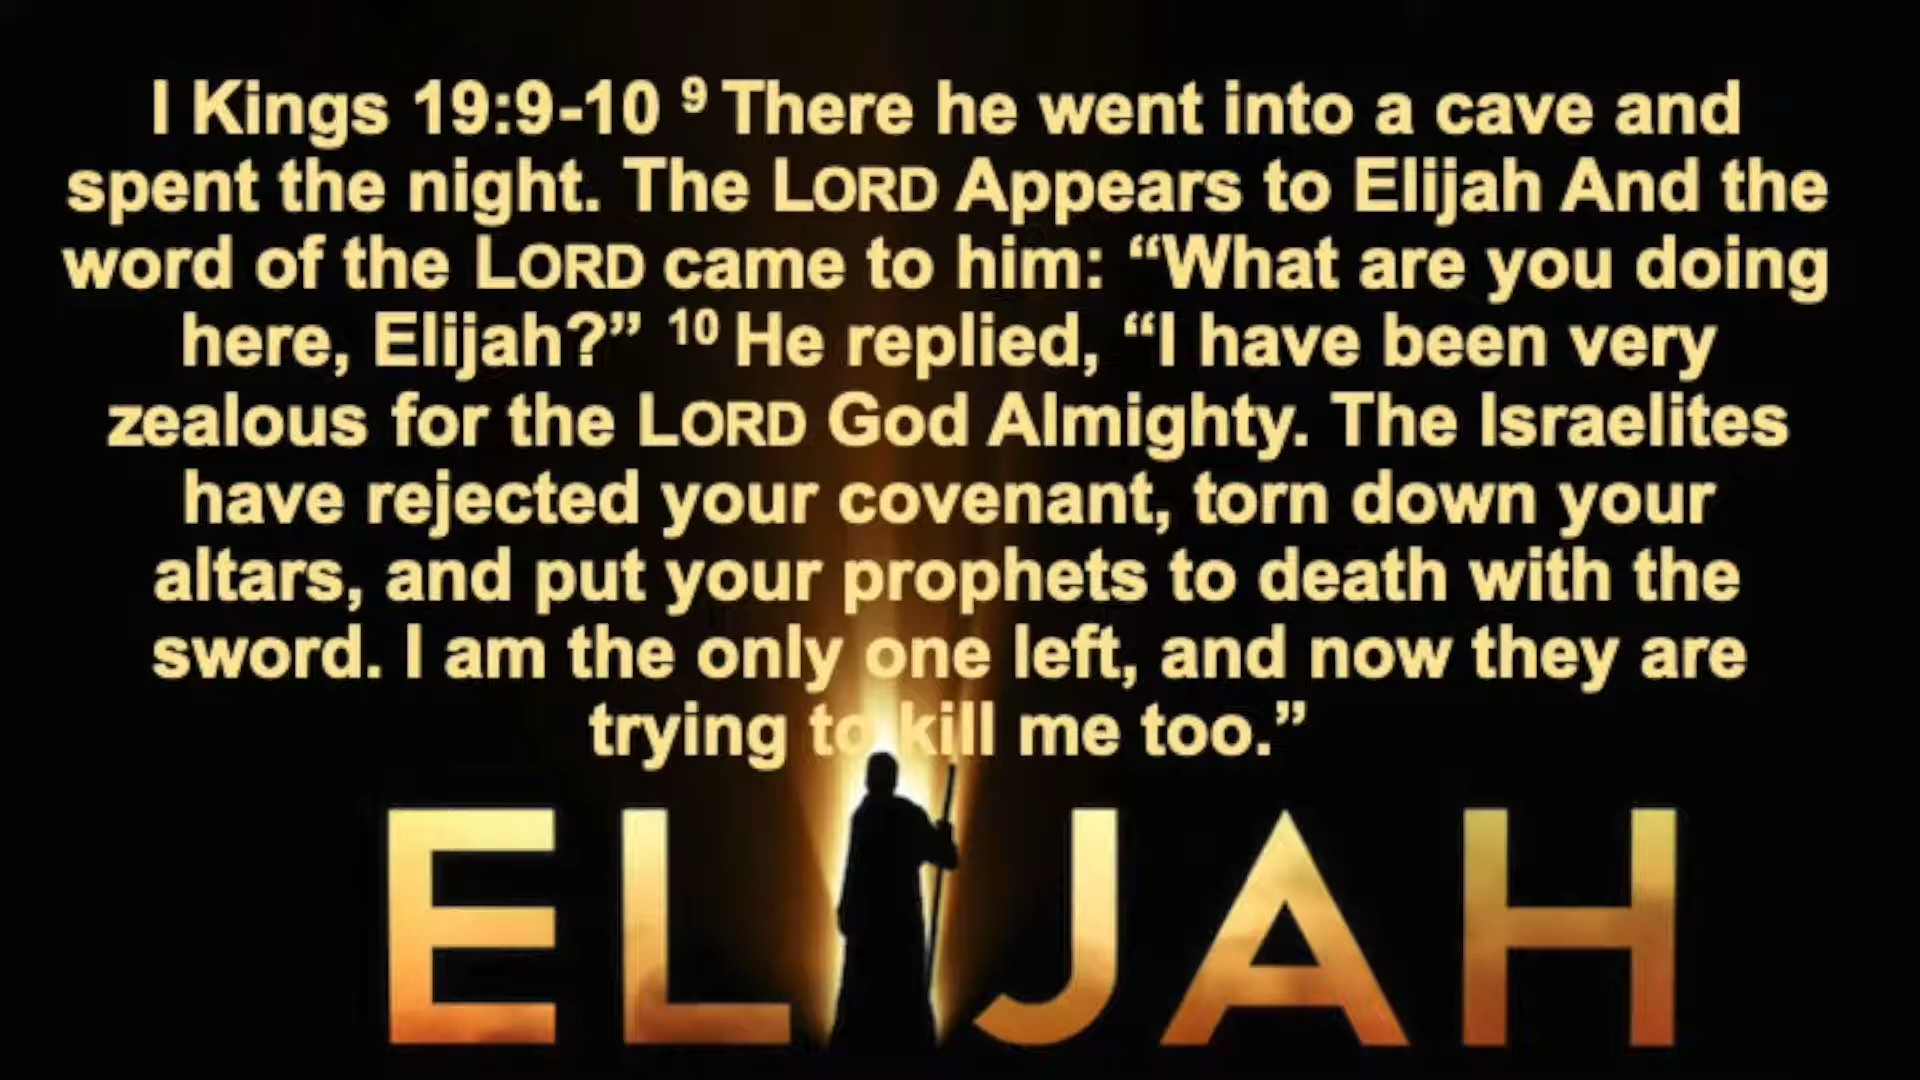 I Kings 19:9-10 ⁹ There he went into a cave and
spent the night. The LORD Appears to Elijah And the
word of the LORD came to him: “What are you doing
here, Elijah?” ¹⁰ He replied, “I have been very
zealous for the LORD God Almighty. The Israelites
have rejected your covenant, torn down your
altars, and put your prophets to death with the
sword. I am the only one left, and now they are
trying to kill me too.”
ELIJAH